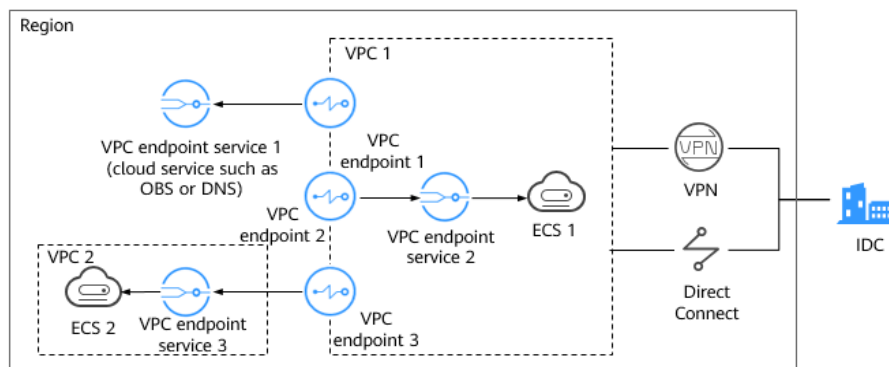 Region
VPC 1
VPC endpoint service 1
(cloud service such as
OBS or DNS)
VPC
endpoint 1
VPN
VPN
VPC
endpoint 2
VPC endpoint
service 2
ECS 1
IDC
VPC 2
ECS 2
VPC endpoint
service 3
VPC
endpoint 3
Direct
Connect